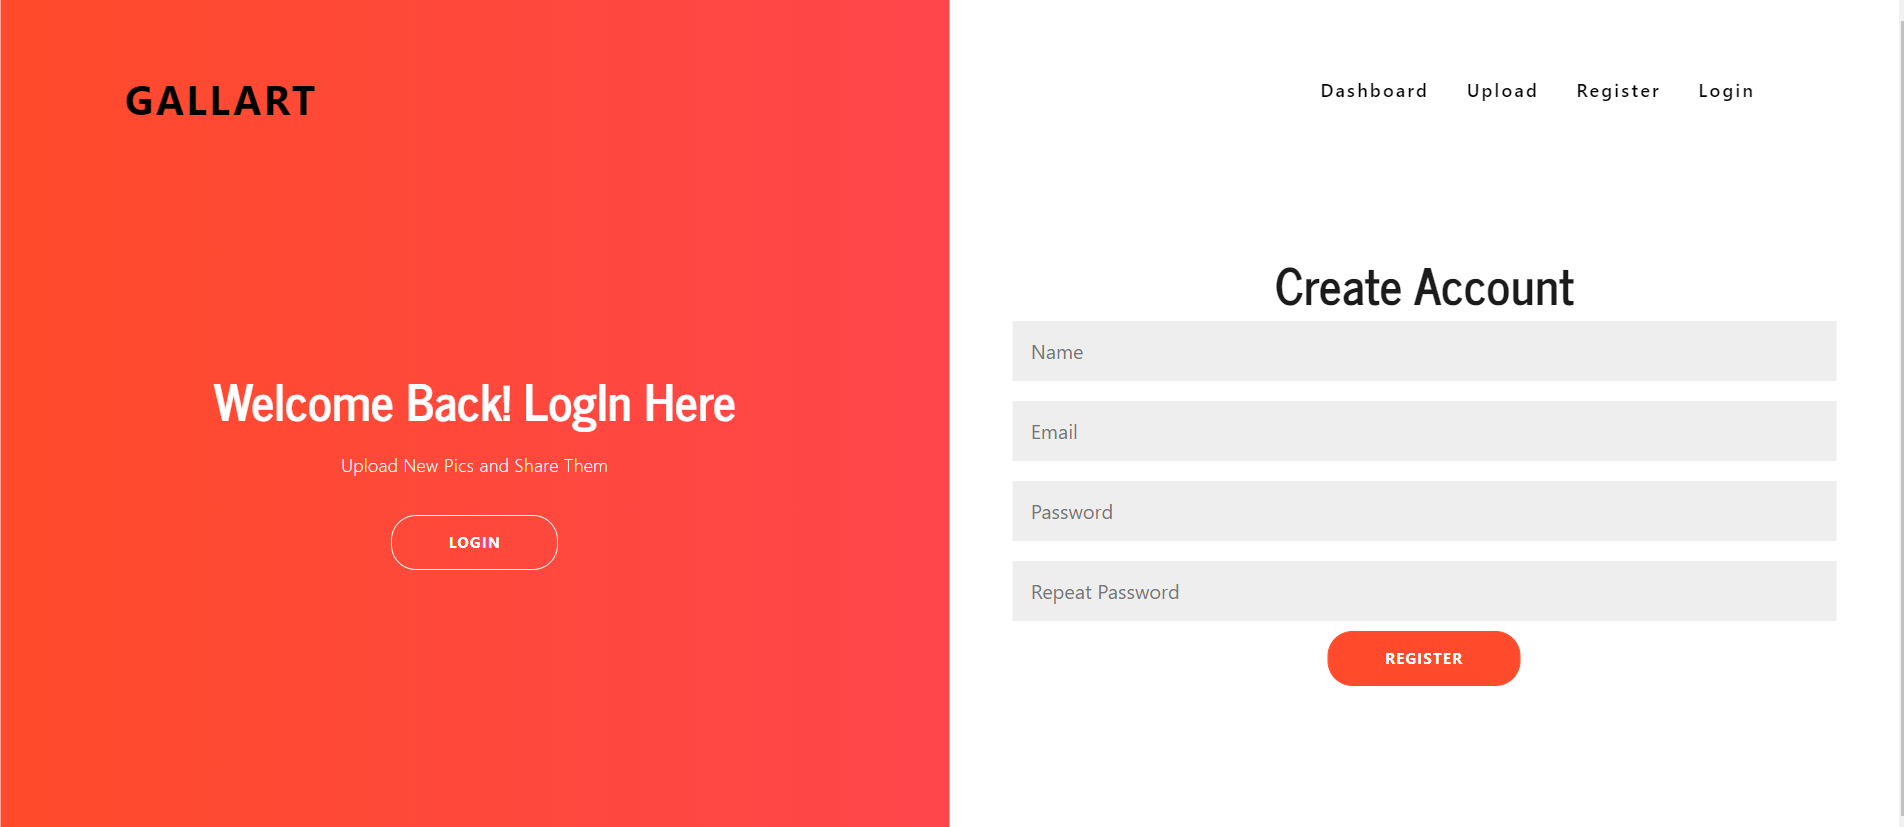 GALLART
Dashboard Upload Register Login
Welcome Back! LogIn Here
Upload New Pics and Share Them
LOGIN
Create Account
Name
Email
Password
Repeat Password
REGISTER